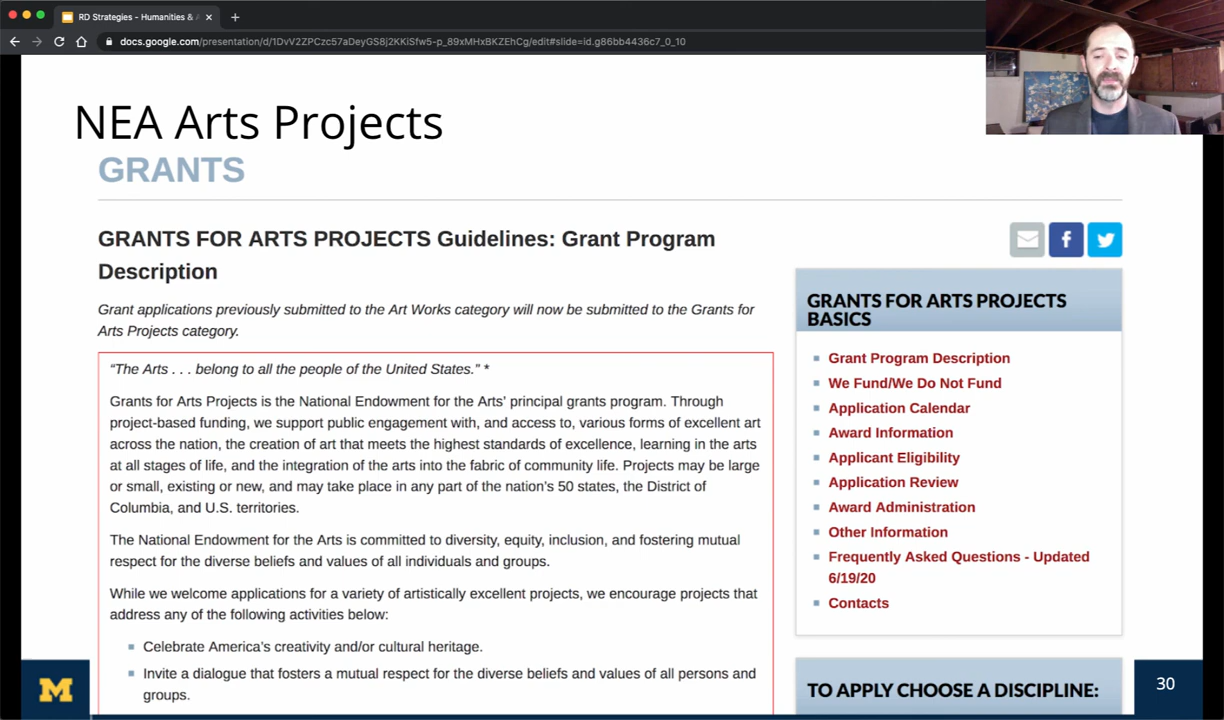 RD Strategies - Humanities &
docs.google.com/presentation/d/1DvV2ZPCzc57aDeyGS8j2KKiSfw5-p_89xMHxBKZEhCg/edit#slide=id.g86bb4436c7_0_10
NEA Arts Projects
GRANTS
GRANTS FOR ARTS PROJECTS Guidelines: Grant Program
Description
Grant applications previously submitted to the Art Works category will now be submitted to the Grants for
Arts Projects category.
“The Arts . . . belong to all the people of the United States.” *
Grants for Arts Projects is the National Endowment for the Arts’ principal grants program. Through
project-based funding, we support public engagement with, and access to, various forms of excellent art
across the nation, the creation of art that meets the highest standards of excellence, learning in the arts
at all stages of life, and the integration of the arts into the fabric of community life. Projects may be large
or small, existing or new, and may take place in any part of the nation’s 50 states, the District of
Columbia, and U.S. territories.
The National Endowment for the Arts is committed to diversity, equity, inclusion, and fostering mutual
respect for the diverse beliefs and values of all individuals and groups.
While we welcome applications for a variety of artistically excellent projects, we encourage projects that
address any of the following activities below:
Celebrate America’s creativity and/or cultural heritage.
Invite a dialogue that fosters a mutual respect for the diverse beliefs and values of all persons and
groups.
GRANTS FOR ARTS PROJECTS
BASICS
Grant Program Description
We Fund/We Do Not Fund
Application Calendar
Award Information
Applicant Eligibility
Application Review
Award Administration
Other Information
Frequently Asked Questions - Updated
6/19/20
Contacts
TO APPLY CHOOSE A DISCIPLINE:
M
30